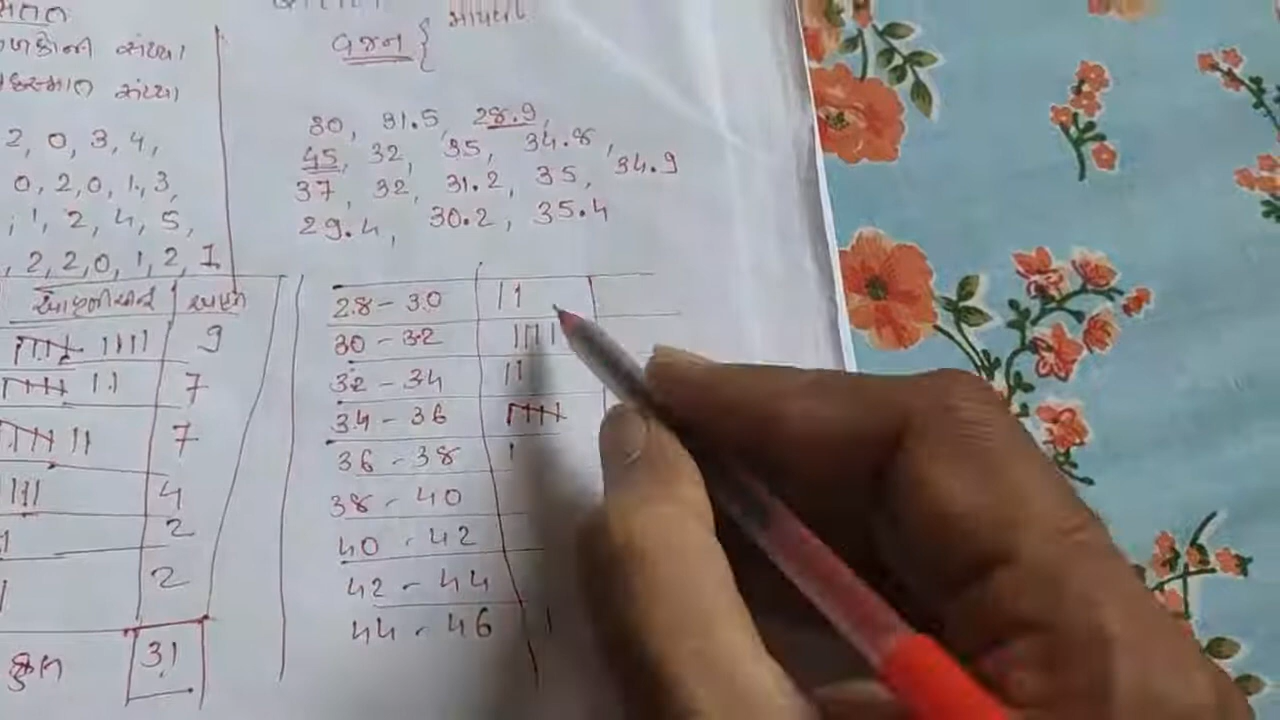 સતત
સંખ્યા
સંખ્યા
2, 0, 3, 4,
0, 2, 0, 1, 3,
1, 2, 4, 5,
, 2, 2, 0, 1, 2, 1
9
7
7
4
2
2
કુલ 31
વજન {
30, 31.5, 28.9,
45, 32, 35, 34.8,
37, 32, 31.2, 35, 34.9
29.4, 30.2, 35.4
28-30 ||
30-32 ||||
32-34 ||
34-36 ||||
36-38 |
38-40
40-42
42-44
44-46 |